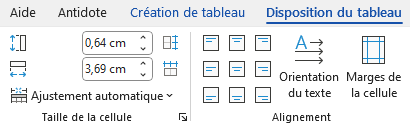 Aide Antidote Création de tableau Disposition du tableau
0,64 cm
3,69 cm
Ajustement automatique
Orientation du texte
Marges de la cellule
Taille de la cellule
Alignement